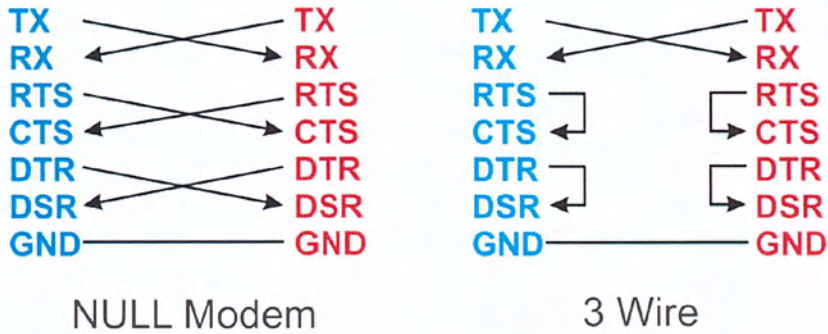 TX TX TX TX
RX RX RX RX
RTS RTS RTS RTS
CTS CTS CTS CTS
DTR DTR DTR DTR
DSR DSR DSR DSR
GND GND GND GND
NULL Modem 3 Wire